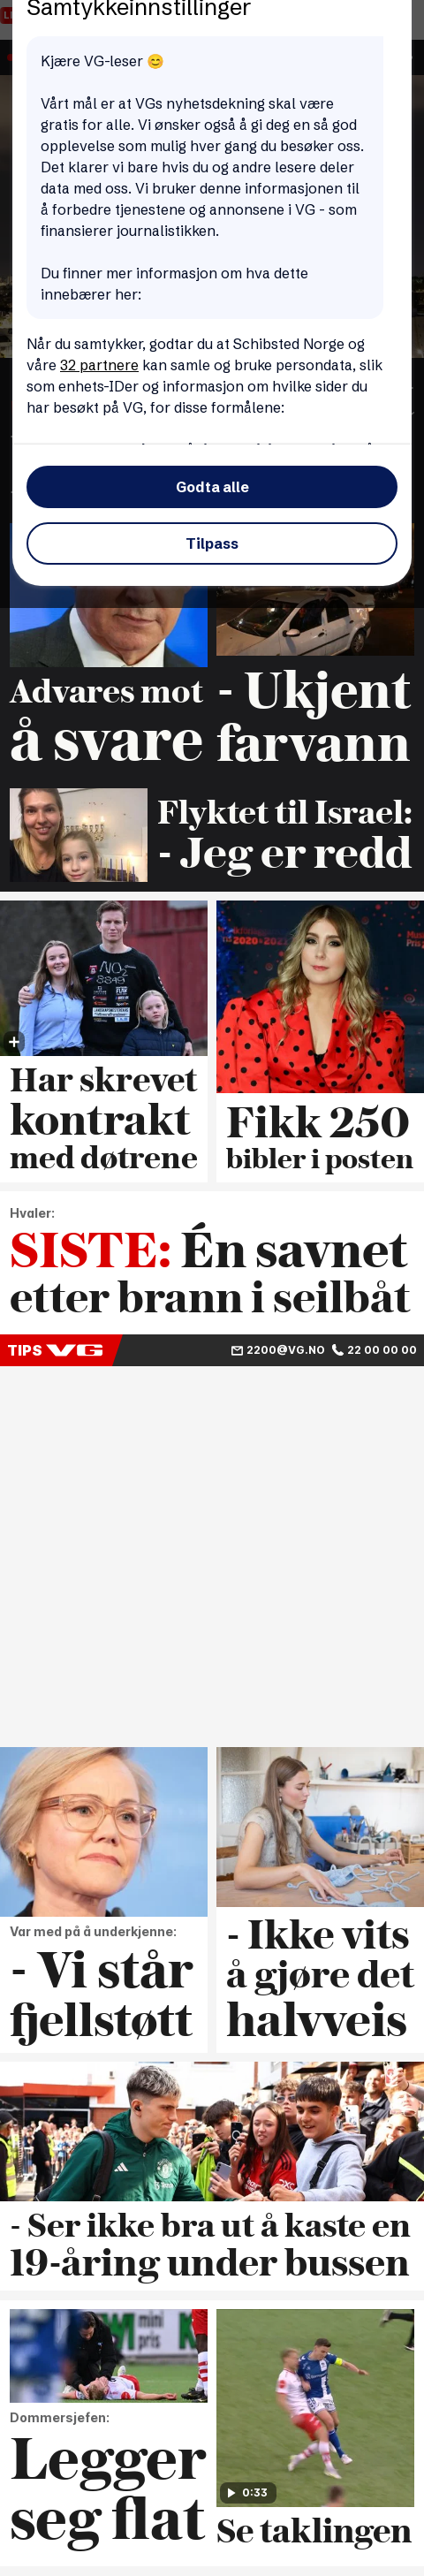 Samtykkeinnstillinger
Kjære VG-leser 😊
Vårt mål er at VGs nyhetsdekning skal være
gratis for alle. Vi ønsker også å gi deg en så god
opplevelse som mulig hver gang du besøker oss.
Det klarer vi bare hvis du og andre lesere deler
data med oss. Vi bruker denne informasjonen til
å forbedre tjenestene og annonsene i VG - som
finansierer journalistikken.
Du finner mer informasjon om hva dette
innebærer her:
Når du samtykker, godtar du at Schibsted Norge og
våre 32 partnere kan samle og bruke persondata, slik
som enhets-IDer og informasjon om hvilke sider du
har besøkt på VG, for disse formålene:
Godta alle
Tilpass
Advares mot
å svare
- Ukjent
farvann
Flyktet til Israel:
- Jeg er redd
Har skrevet
kontrakt
med døtrene
Fikk 250
bibler i posten
Hvaler:
SISTE: Én savnet
etter brann i seilbåt
TIPS VG
2200@VG.NO 22 00 00 00
Var med på å underkjenne:
- Vi står
fjellstøtt
- Ikke vits
å gjøre det
halvveis
- Ser ikke bra ut å kaste en
19-åring under bussen
Dommersjefen:
Legger
seg flat
0:33
Se taklingen